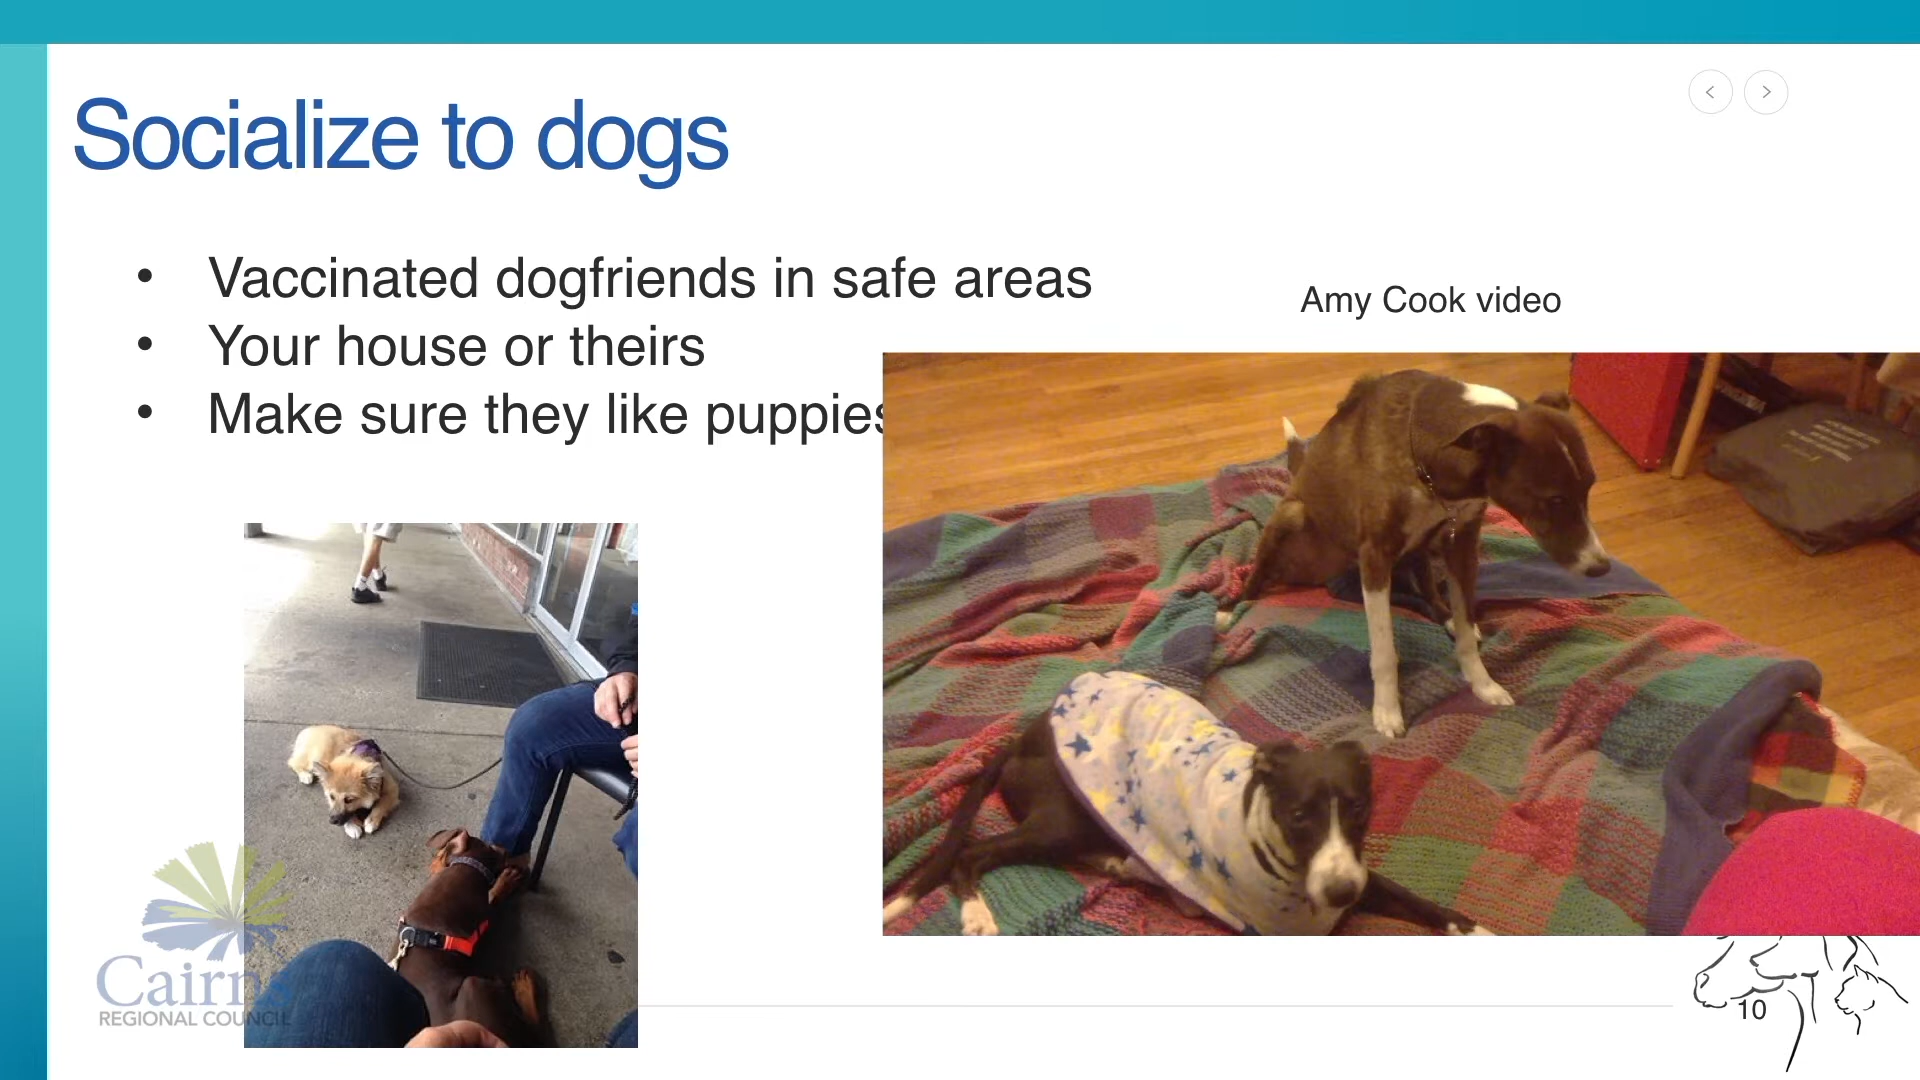 Socialize to dogs
• Vaccinated dogfriends in safe areas
• Your house or theirs
• Make sure they like puppies
Amy Cook video
Cairns
REGIONAL COUNCIL
10